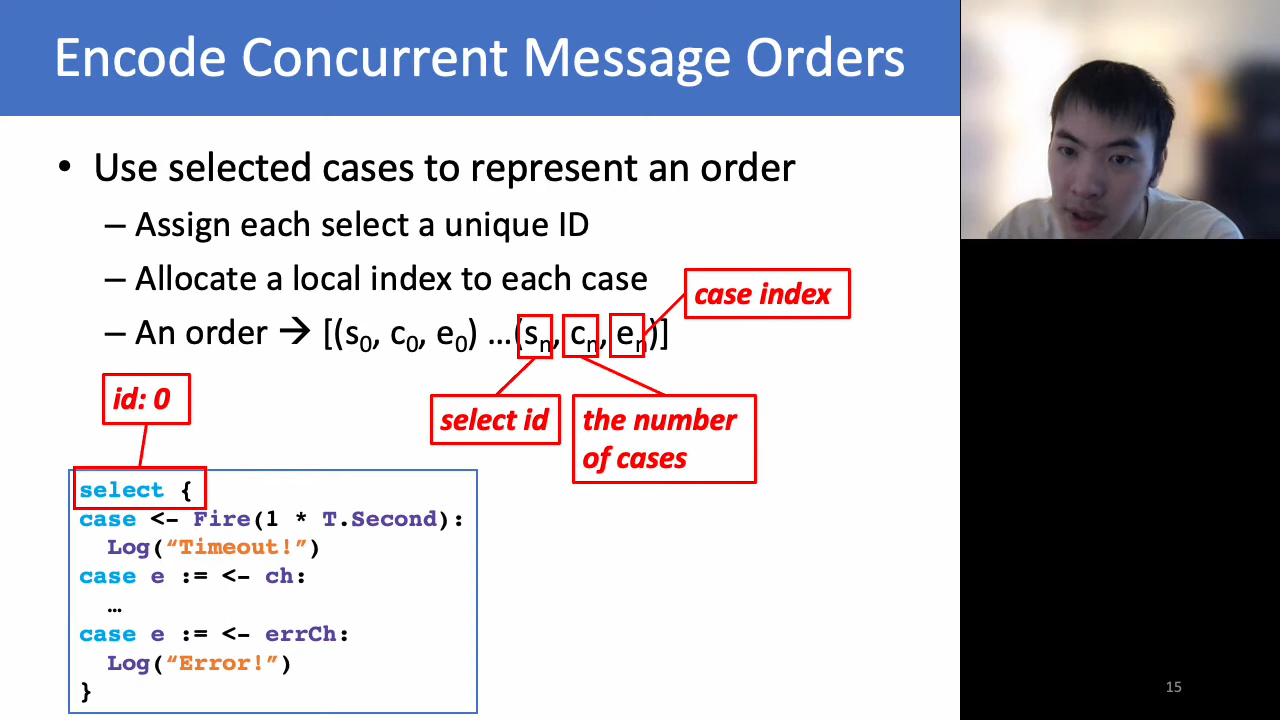 Encode Concurrent Message Orders
• Use selected cases to represent an order
– Assign each select a unique ID
– Allocate a local index to each case
case index
– An order → [(s0, c0, e0) …(sn, cn, en)]
id: 0
select id
the number
of cases
select {
case <- Fire(1 * T.Second):
Log(“Timeout!”)
case e := <- ch:
…
case e := <- errCh:
Log(“Error!”)
}
15